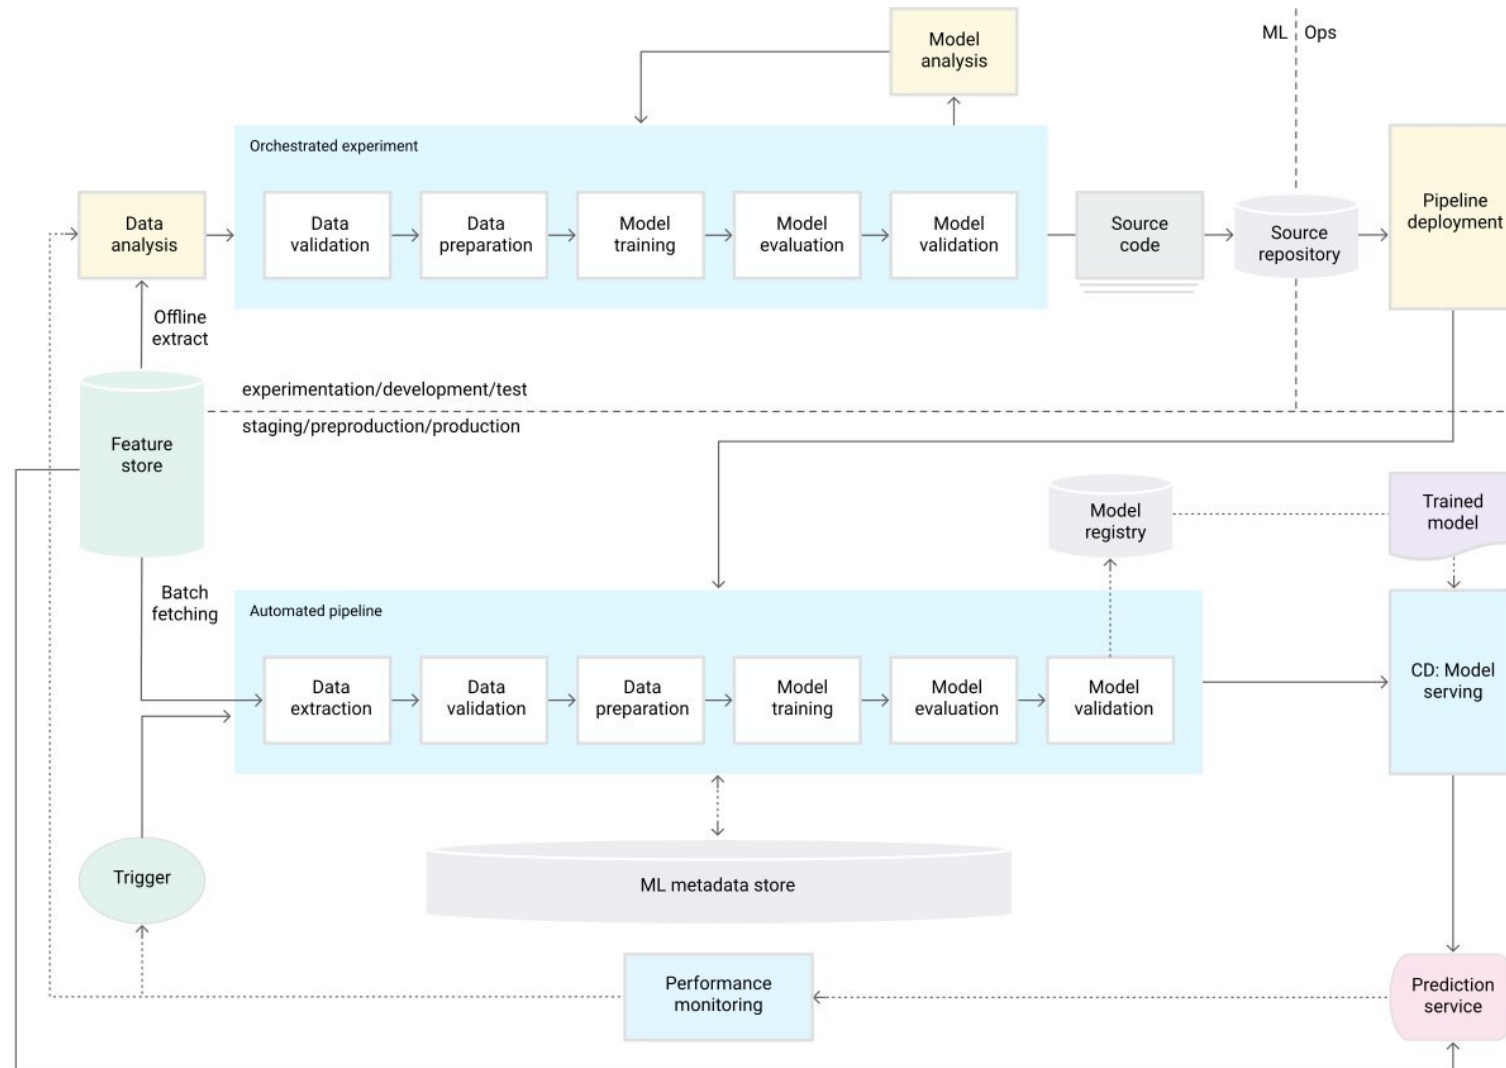 Model
analysis
ML
Ops
Orchestrated experiment
Data
analysis
Data
validation
Data
preparation
Model
training
Model
evaluation
Model
validation
Source
code
Source
repository
Pipeline
deployment
Offline
extract
experimentation/development/test
staging/preproduction/production
Feature
store
Batch
fetching
Model
registry
Trained
model
Automated pipeline
Data
extraction
Data
validation
Data
preparation
Model
training
Model
evaluation
Model
validation
CD: Model
serving
Trigger
ML metadata store
Performance
monitoring
Prediction
service